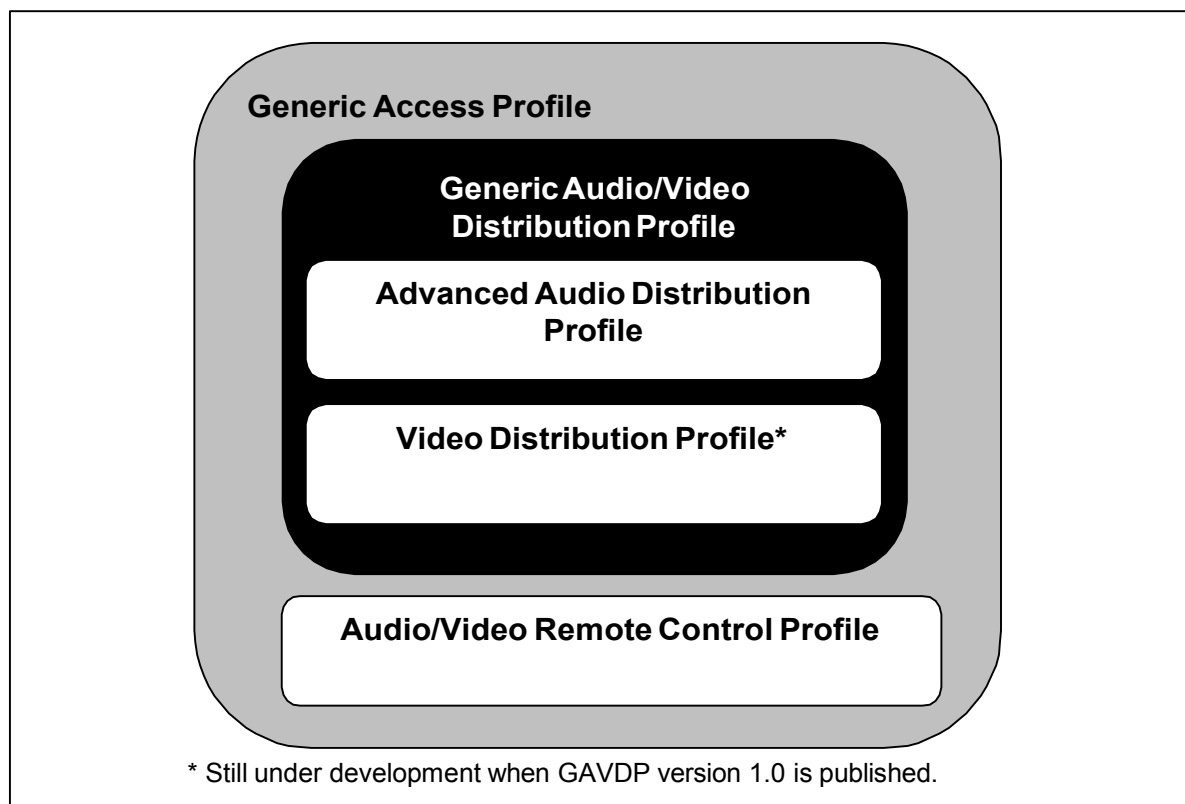 Generic Access Profile
Generic Audio/Video
Distribution Profile
Advanced Audio Distribution
Profile
Video Distribution Profile*
Audio/Video Remote Control Profile
* Still under development when GAVDP version 1.0 is published.